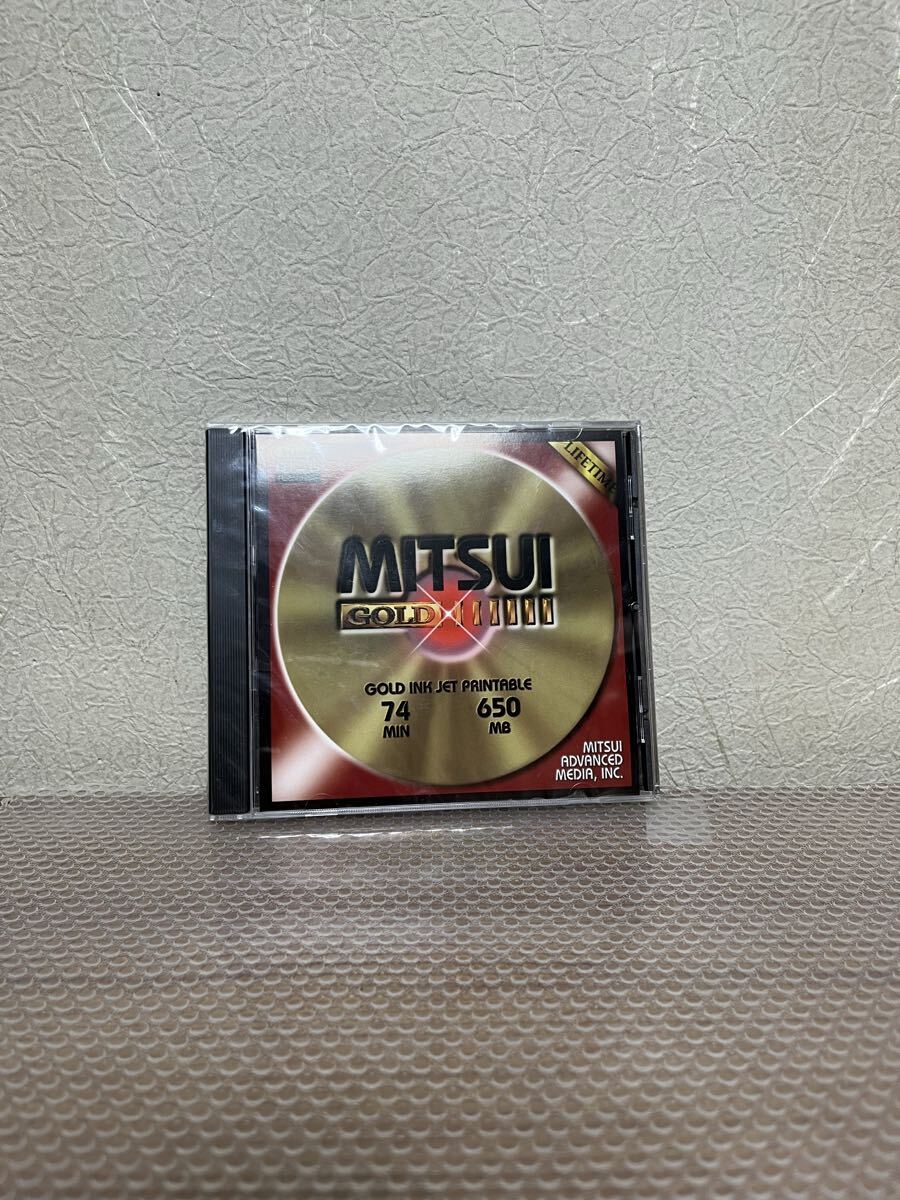 LIFETIME
MITSUI
GOLD
GOLD INK JET PRINTABLE
74 650
MIN MB
MITSUI
ADVANCED
MEDIA, INC.